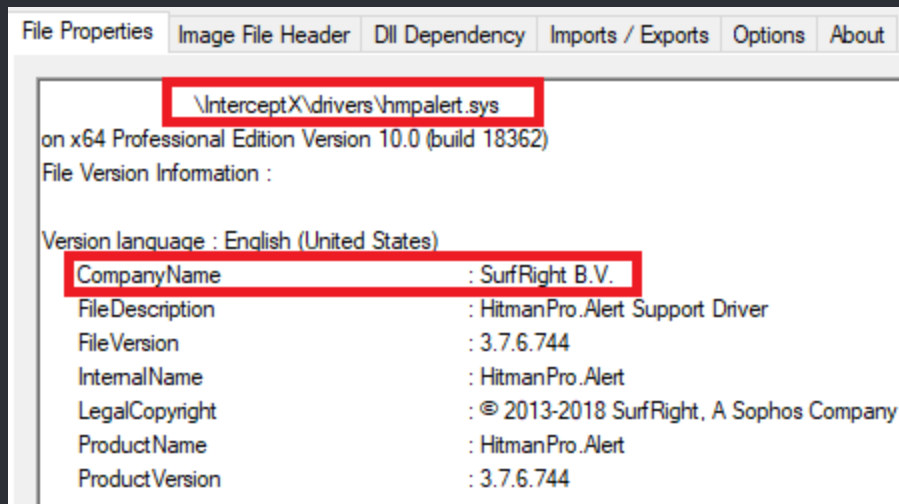 File Properties Image File Header Dll Dependency Imports / Exports Options About
\InterceptX\drivers\hmpalert.sys
on x64 Professional Edition Version 10.0 (build 18362)
File Version Information :
Version language : English (United States)
CompanyName : SurfRight B.V.
FileDescription : HitmanPro.Alert Support Driver
FileVersion : 3.7.6.744
InternalName : HitmanPro.Alert
LegalCopyright : © 2013-2018 SurfRight, A Sophos Company
ProductName : HitmanPro.Alert
ProductVersion : 3.7.6.744